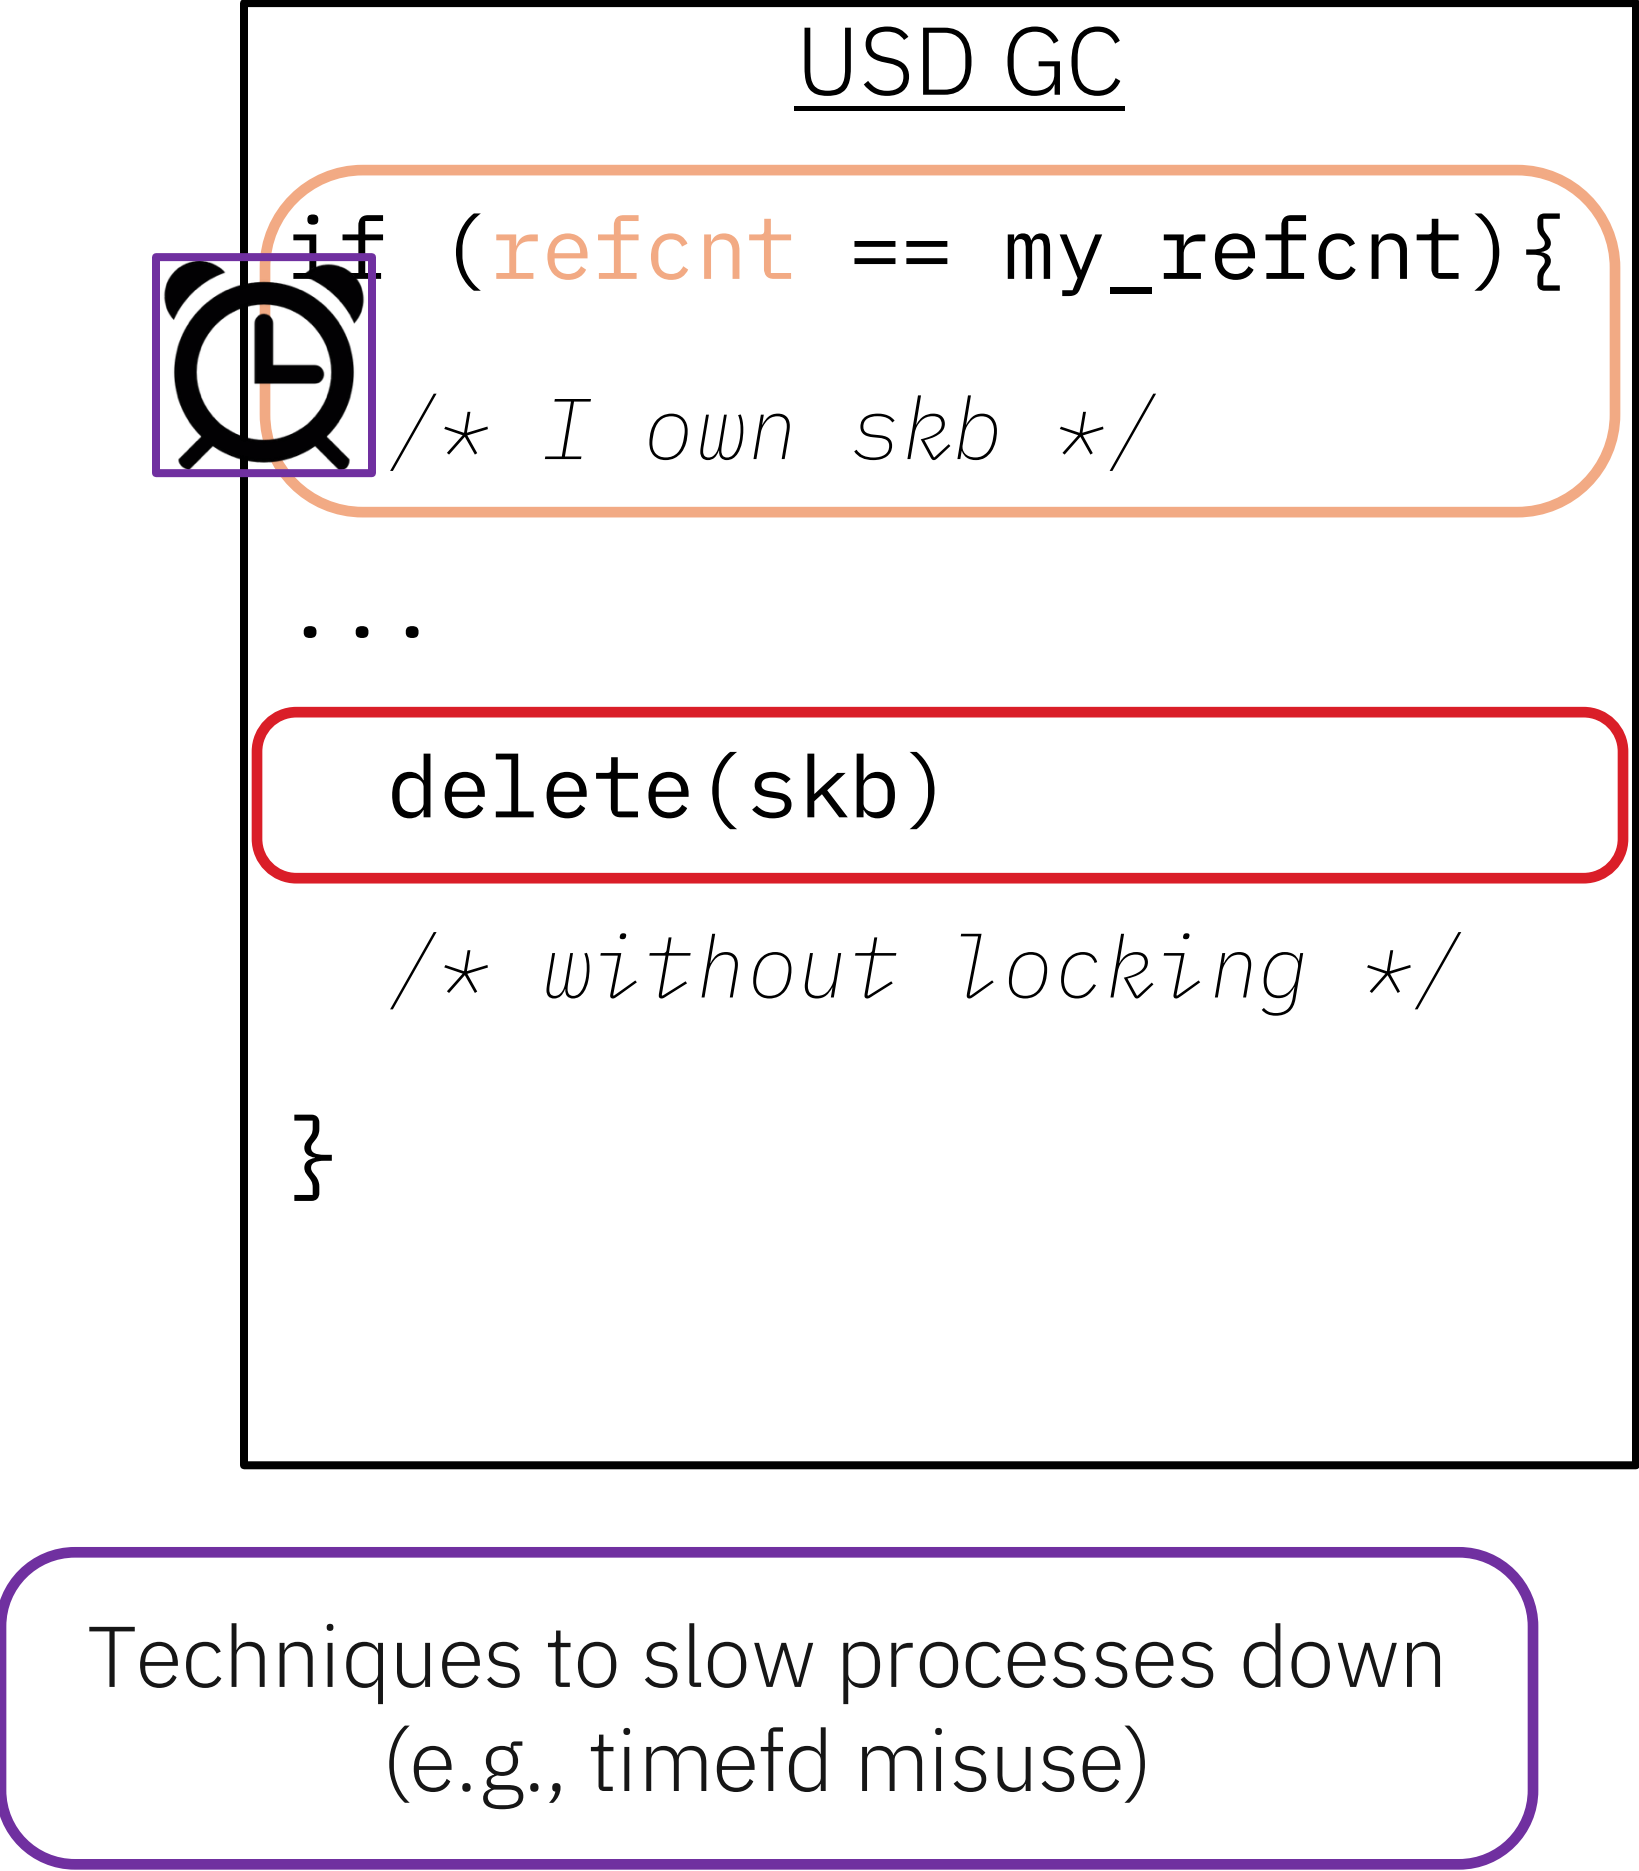 USD GC
if (refcnt == my_refcnt){
/* I own skb */
...
delete(skb)
/* without locking */
}
Techniques to slow processes down
(e.g., timefd misuse)